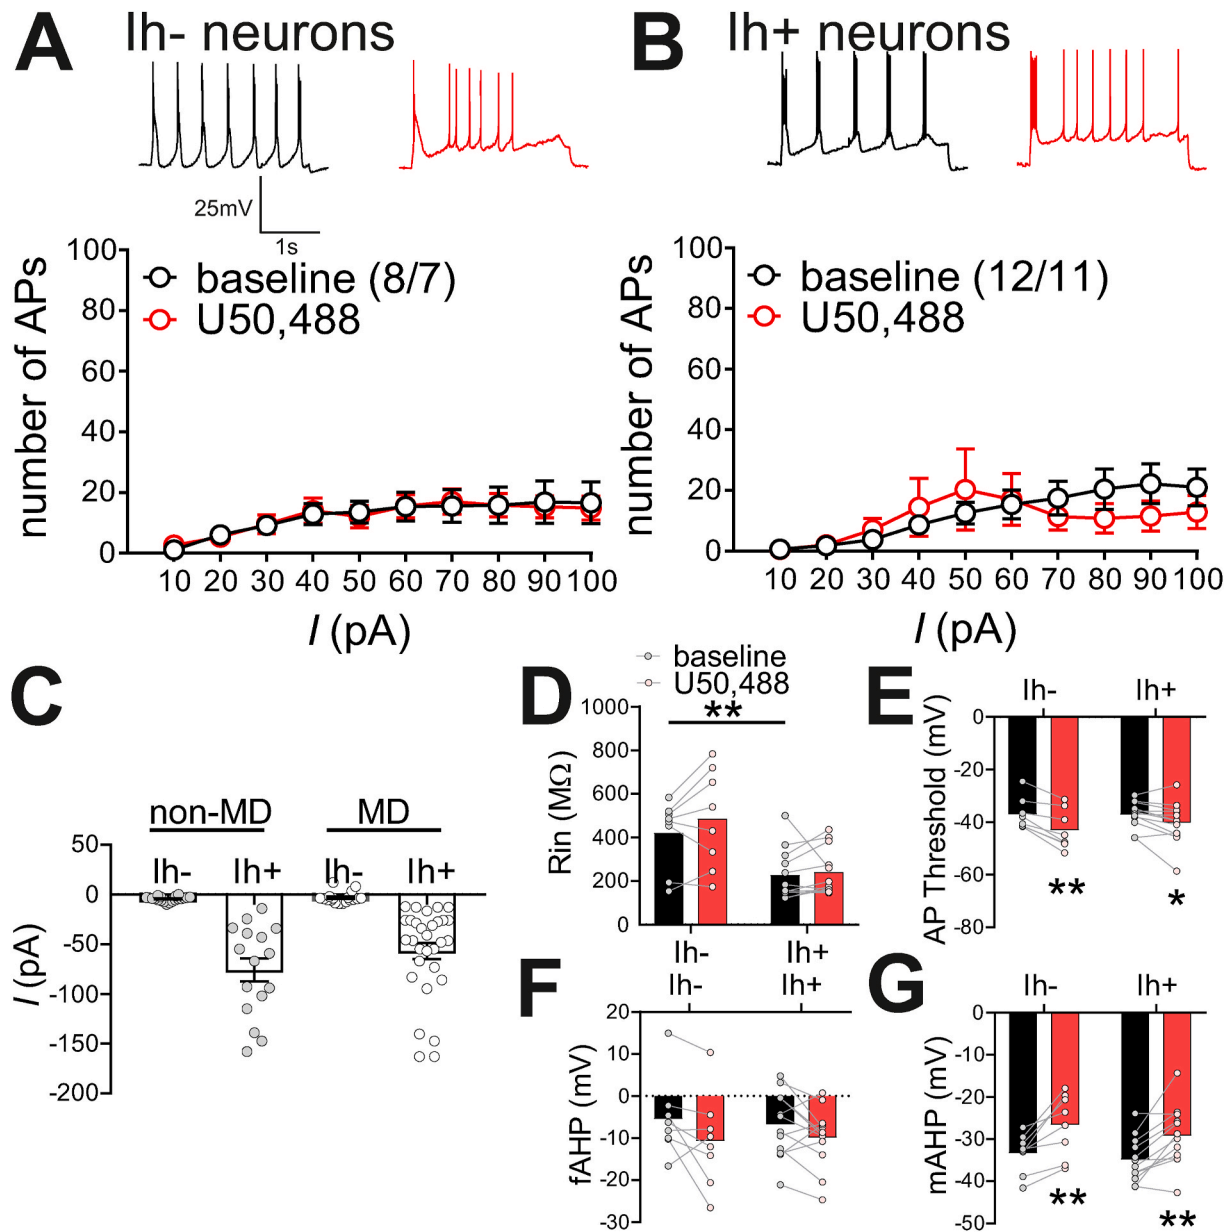 A
Ih- neurons
25mV
1s
baseline (8/7)
U50,488
number of APs
100
80
60
40
20
0
10 20 30 40 50 60 70 80 90 100
I (pA)
B
Ih+ neurons
baseline (12/11)
U50,488
number of APs
100
80
60
40
20
0
10 20 30 40 50 60 70 80 90 100
I (pA)
C
non-MD MD
Ih- Ih+ Ih- Ih+
I (pA)
50
0
-50
-100
-150
-200
baseline
U50,488
D
**
Rin (MΩ)
1000
800
600
400
200
0
Ih- Ih+
E
Ih- Ih+
AP Threshold (mV)
0
-20
-40
-60
-80
** *
F
Ih- Ih+
fAHP (mV)
20
10
0
-10
-20
-30
G
Ih- Ih+
mAHP (mV)
0
-10
-20
-30
-40
-50
** **